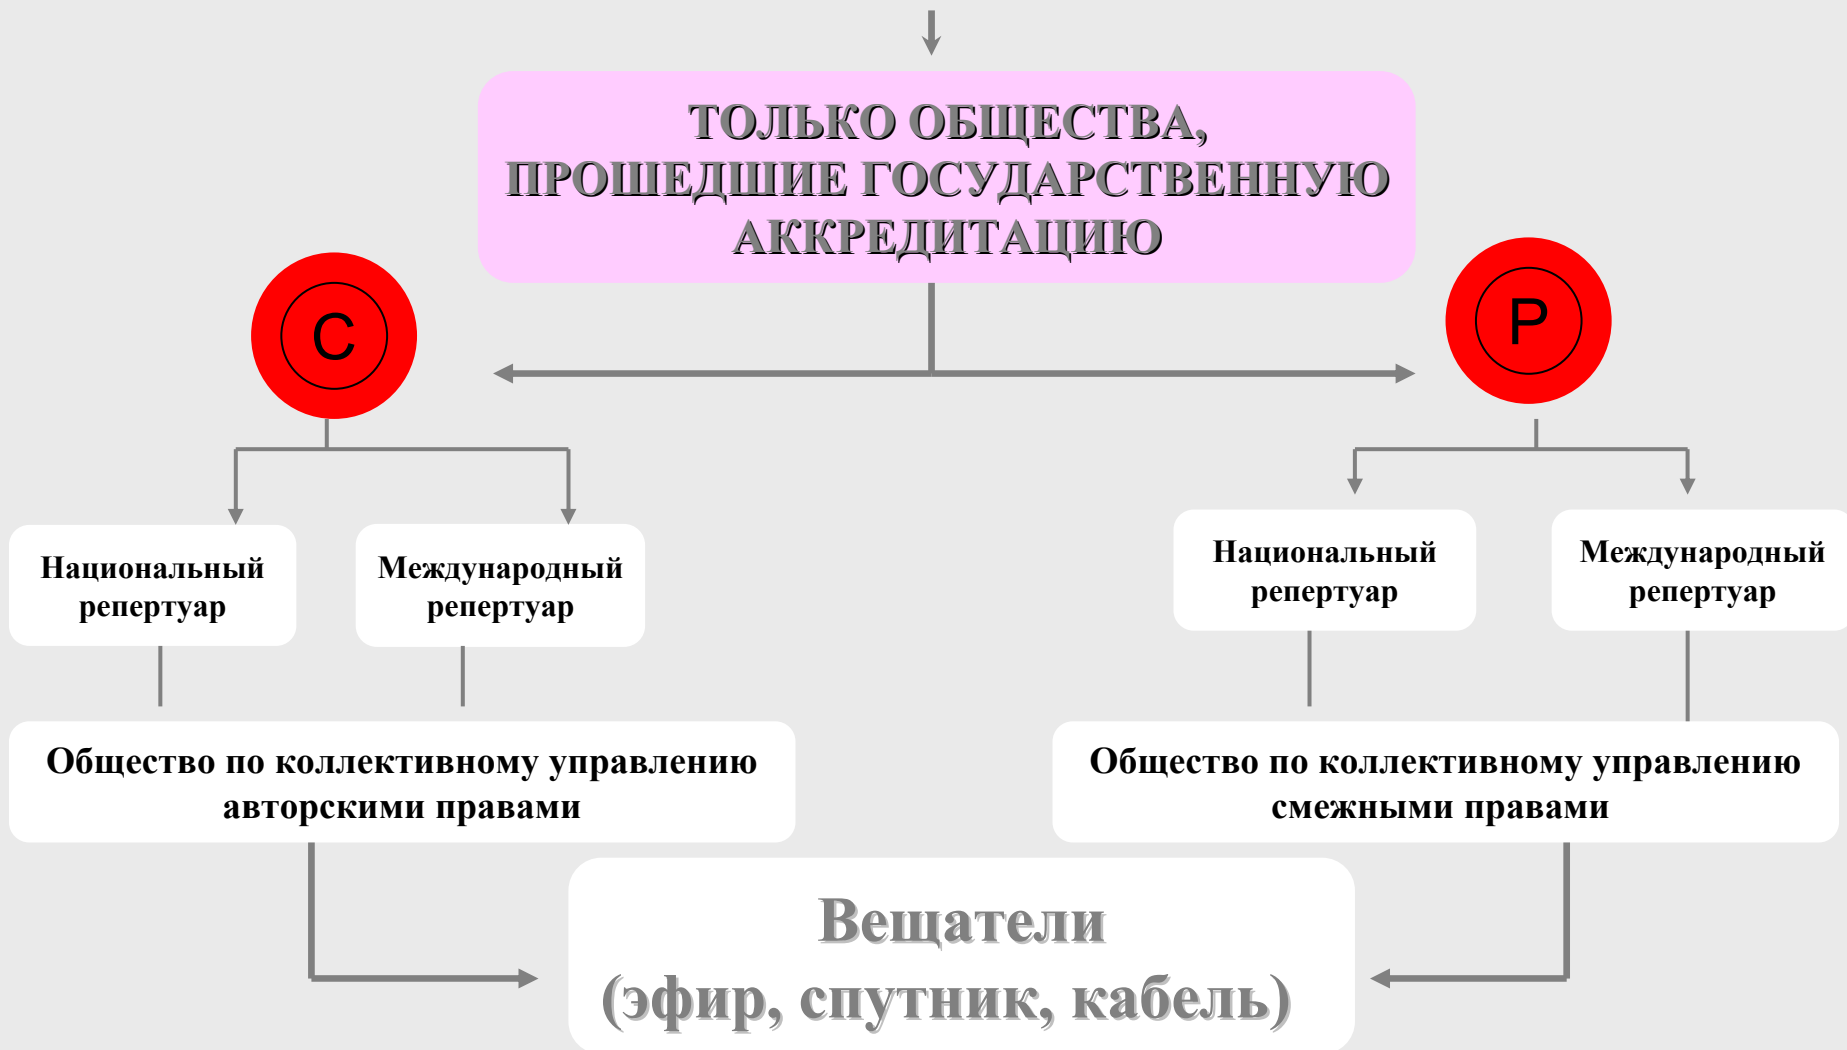 ТОЛЬКО ОБЩЕСТВА,
ПРОШЕДШИЕ ГОСУДАРСТВЕННУЮ
АККРЕДИТАЦИЮ
C
P
Национальный
репертуар
Международный
репертуар
Национальный
репертуар
Международный
репертуар
Общество по коллективному управлению
авторскими правами
Общество по коллективному управлению
смежными правами
Вещатели
(эфир, спутник, кабель)